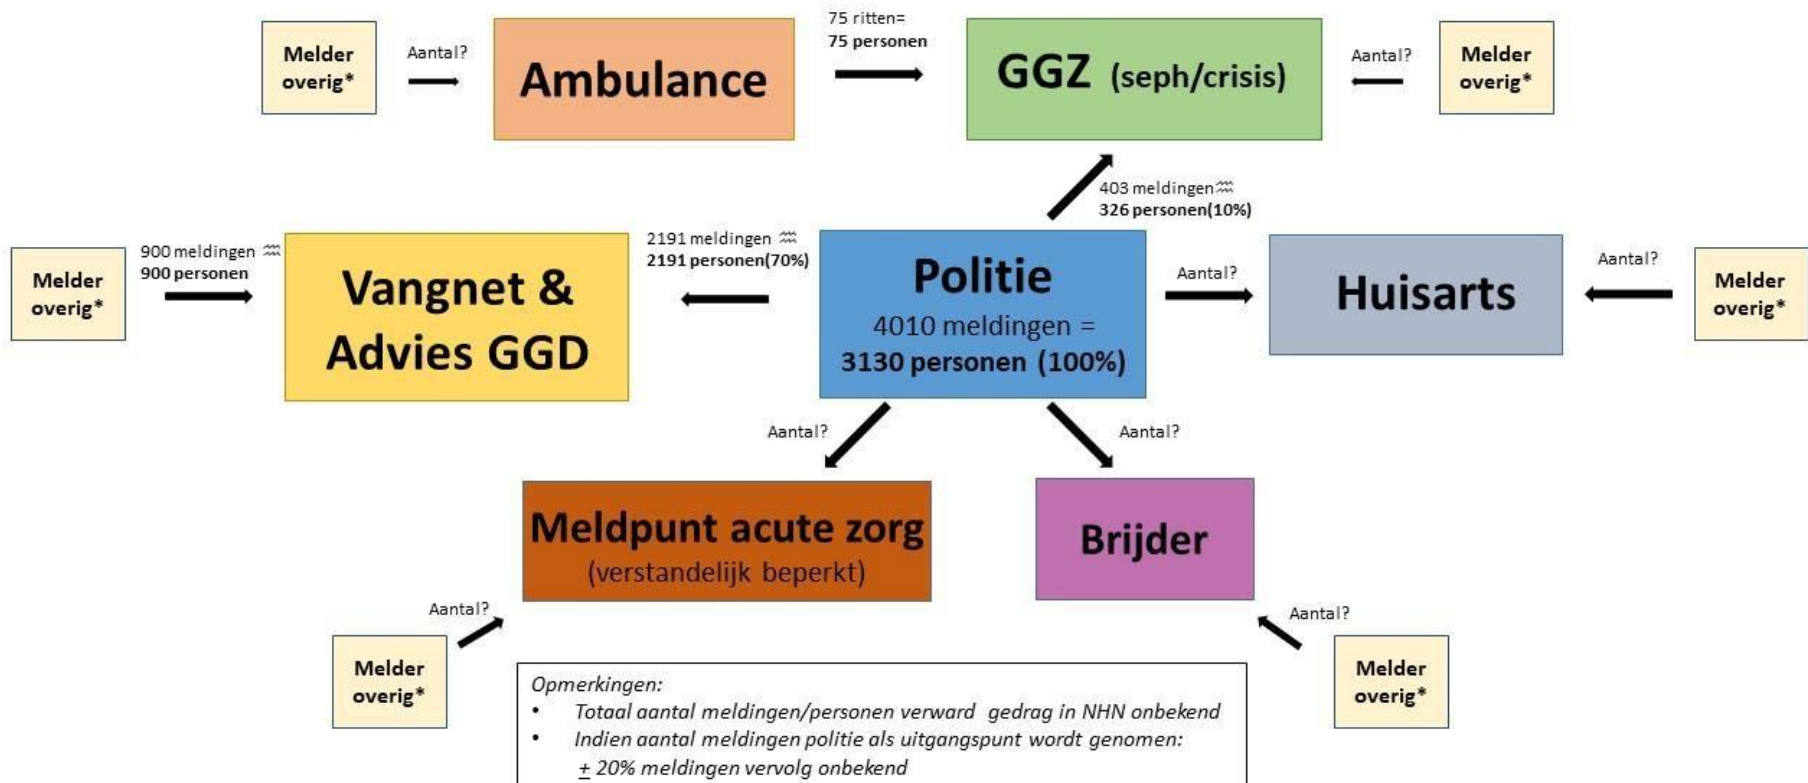 75 ritten=
75 personen
Melder
overig*
Aantal?
Ambulance
GGZ (seph/crisis)
Aantal?
Melder
overig*
403 meldingen
326 personen(10%)
Melder
overig*
900 meldingen
900 personen
Vangnet &
Advies GGD
2191 meldingen
2191 personen(70%)
Politie
4010 meldingen =
3130 personen (100%)
Aantal?
Huisarts
Aantal?
Melder
overig*
Aantal?
Aantal?
Meldpunt acute zorg
(verstandelijk beperkt)
Brijder
Aantal?
Melder
overig*
Aantal?
Melder
overig*
Opmerkingen:
• Totaal aantal meldingen/personen verward gedrag in NHN onbekend
• Indien aantal meldingen politie als uitgangspunt wordt genomen:
± 20% meldingen vervolg onbekend